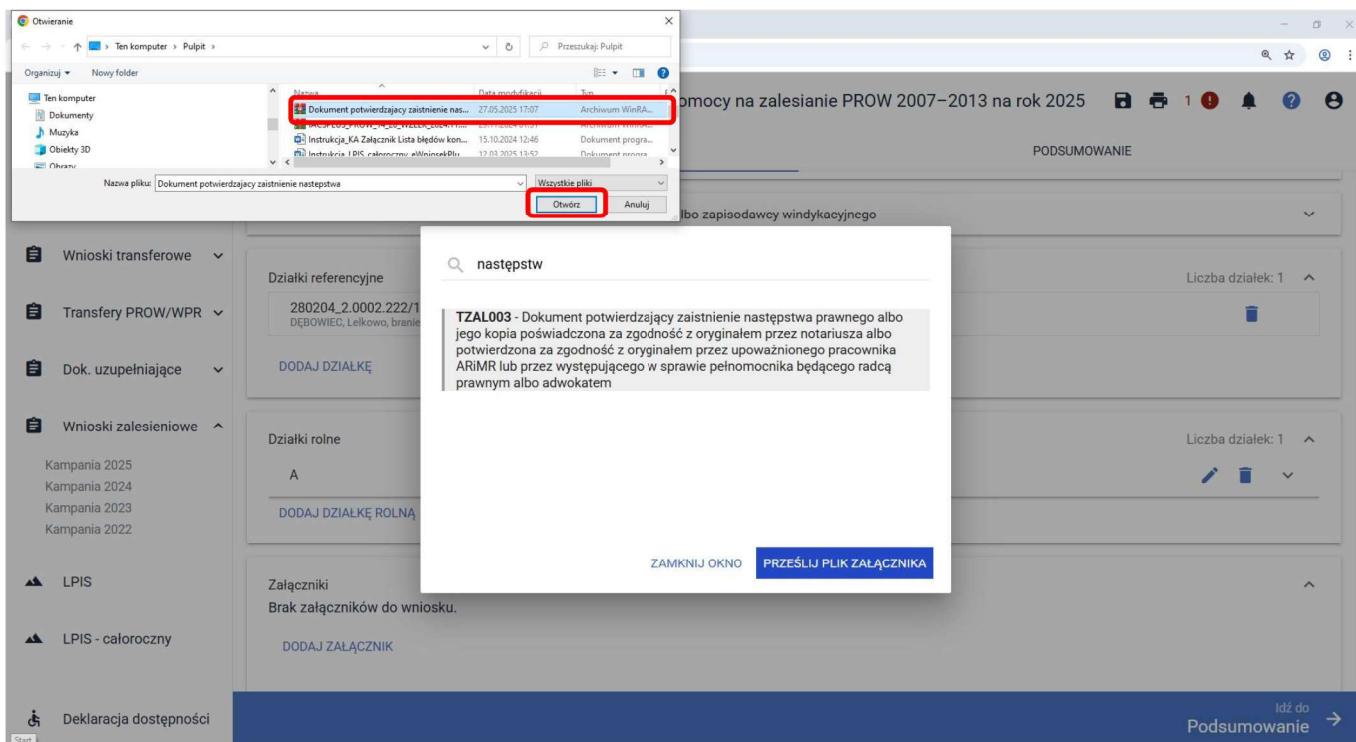 Otwieranie
Ten komputer > Pulpit >
Przeszukaj: Pulpit
Organizuj
Nowy folder
Ten komputer
Dokumenty
Muzyka
Obiekty 3D
Obrazy
Nazwa
Data modyfikacji
Typ
Dokument potwierdzajacy zaistnienie nas...
27.05.2025 17:07
Archiwum WinRA...
Instrukcja_KA Załącznik Lista błędów kon...
15.10.2024 12:46
Dokument progra...
Instrukcja_LPIS_całoroczny_eWniosekPlu...
12.03.2025 13:52
Dokument progra...
Nazwa pliku:
Dokument potwierdzajacy zaistnienie nastepstwa
Wszystkie pliki
Otwórz
Anuluj
omocy na zalesianie PROW 2007–2013 na rok 2025
1
PODSUMOWANIE
lbo zapisodawcy windykacyjnego
Wnioski transferowe
Transfery PROW/WPR
Dok. uzupełniające
Wnioski zalesieniowe
Kampania 2025
Kampania 2024
Kampania 2023
Kampania 2022
LPIS
LPIS - całoroczny
Deklaracja dostępności
Start
Działki referencyjne
Liczba działek: 1
280204_2.0002.222/1
DĘBOWIEC, Lelkowo, branie
DODAJ DZIAŁKĘ
Działki rolne
Liczba działek: 1
A
DODAJ DZIAŁKĘ ROLNĄ
Załączniki
Brak załączników do wniosku.
DODAJ ZAŁĄCZNIK
następstw
TZAL003 - Dokument potwierdzający zaistnienie następstwa prawnego albo
jego kopia poświadczona za zgodność z oryginałem przez notariusza albo
potwierdzona za zgodność z oryginałem przez upoważnionego pracownika
ARiMR lub przez występującego w sprawie pełnomocnika będącego radcą
prawnym albo adwokatem
ZAMKNIJ OKNO
PRZEŚLIJ PLIK ZAŁĄCZNIKA
Idź do
Podsumowanie